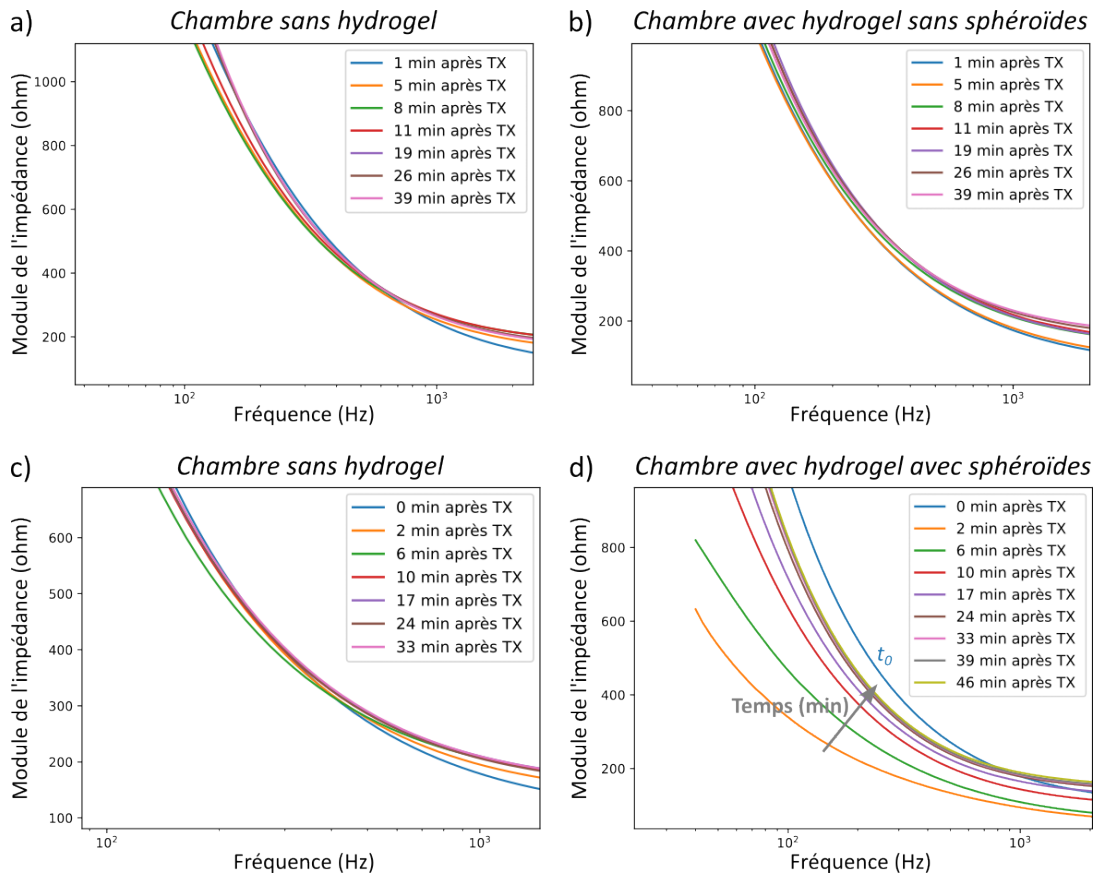 a)
Chambre sans hydrogel
Module de l'impédance (ohm)
1000
800
600
400
200
1 min après TX
5 min après TX
8 min après TX
11 min après TX
19 min après TX
26 min après TX
39 min après TX
10²
10³
Fréquence (Hz)
b)
Chambre avec hydrogel sans sphéroïdes
Module de l'impédance (ohm)
800
600
400
200
1 min après TX
5 min après TX
8 min après TX
11 min après TX
19 min après TX
26 min après TX
39 min après TX
10²
10³
Fréquence (Hz)
c)
Chambre sans hydrogel
Module de l'impédance (ohm)
600
500
400
300
200
100
0 min après TX
2 min après TX
6 min après TX
10 min après TX
17 min après TX
24 min après TX
33 min après TX
10²
10³
Fréquence (Hz)
d)
Chambre avec hydrogel avec sphéroïdes
Module de l'impédance (ohm)
800
600
400
200
0 min après TX
2 min après TX
6 min après TX
10 min après TX
17 min après TX
24 min après TX
33 min après TX
39 min après TX
46 min après TX
t₀
Temps (min)
10²
10³
Fréquence (Hz)